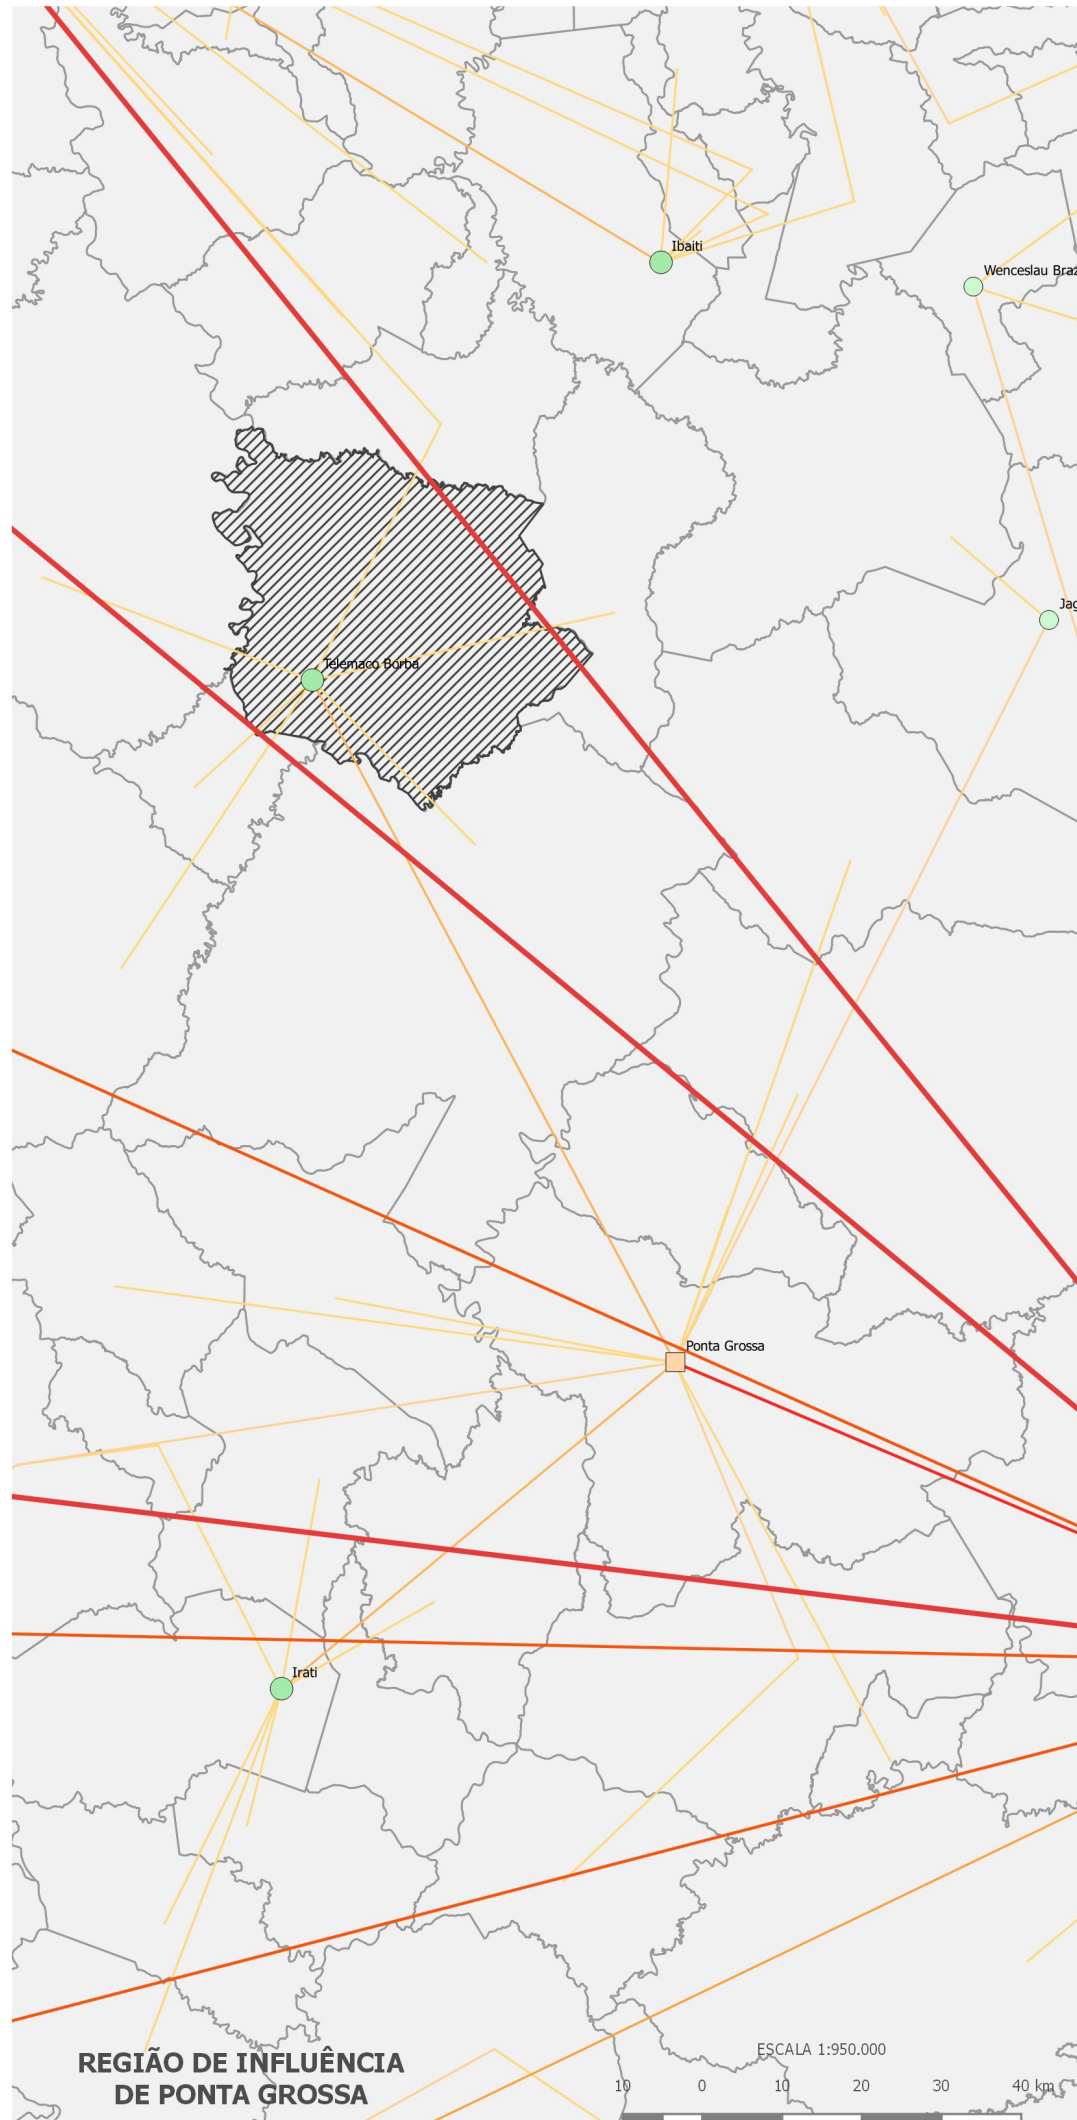 Ibaiti
Wenceslau Braz
Jag
Telemaco Borba
Ponta Grossa
Irati
REGIÃO DE INFLUÊNCIA
DE PONTA GROSSA
ESCALA 1:950.000
10 0 10 20 30 40 km